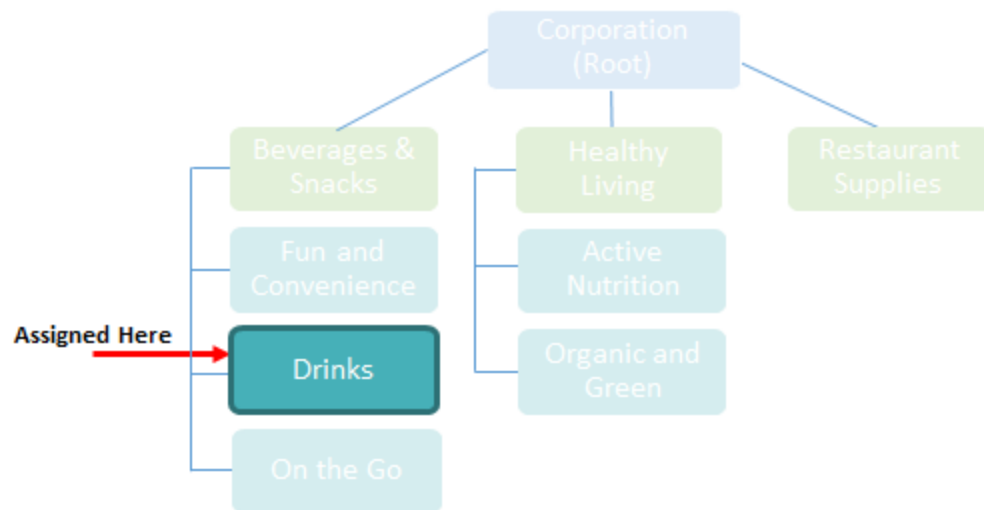 Corporation
(Root)
Beverages &
Snacks
Healthy
Living
Restaurant
Supplies
Fun and
Convenience
Active
Nutrition
Assigned Here
Drinks
Organic and
Green
On the Go